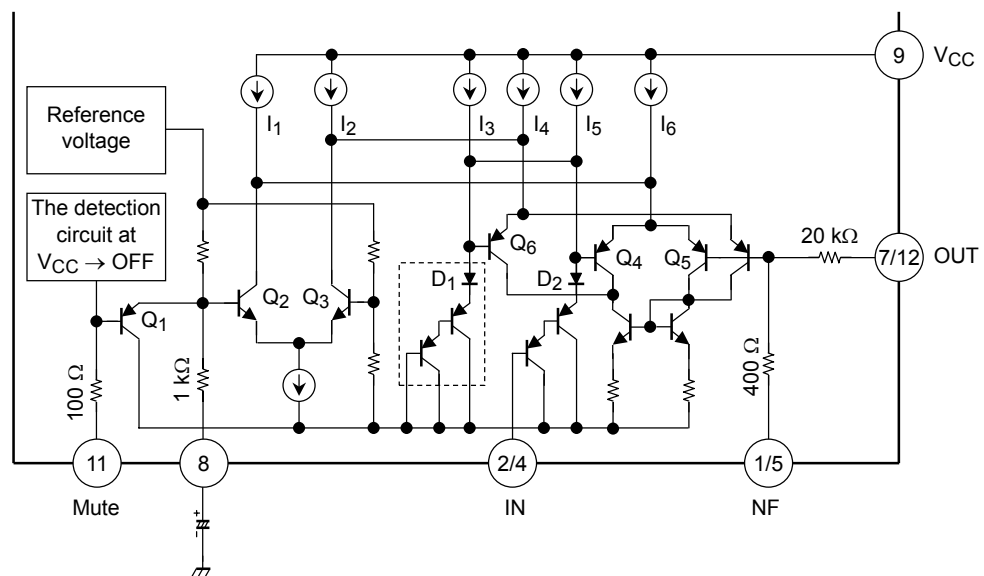 9
VCC
I1
I2
I3
I4
I5
I6
Reference
voltage
The detection
circuit at
VCC → OFF
Q1
Q2
Q3
D1
Q6
D2
Q4
Q5
20 kΩ
7/12
OUT
100 Ω
1 kΩ
400 Ω
11
8
2/4
1/5
Mute
IN
NF
+
−